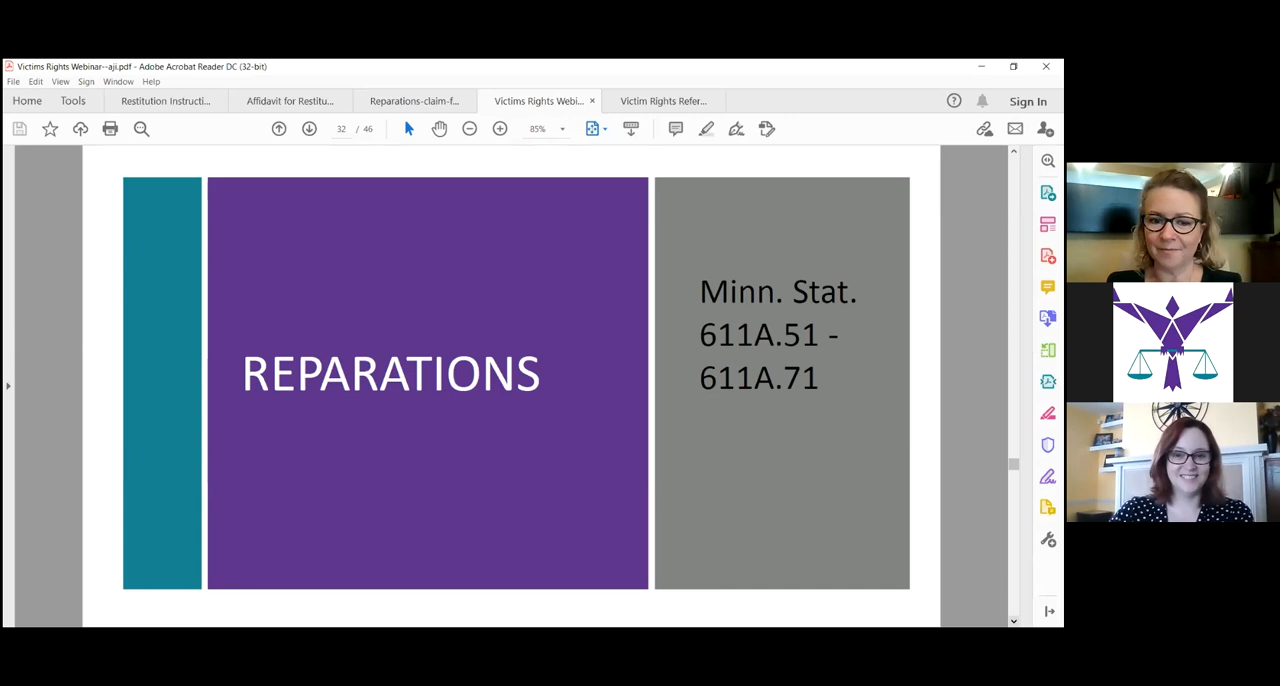 Victims Rights Webinar--aji.pdf - Adobe Acrobat Reader DC (32-bit)
File Edit View Sign Window Help
Home Tools Restitution Instructi... Affidavit for Restitu... Reparations-claim-f... Victims Rights Webi... × Victim Rights Refer... Sign In
32 / 46 85%
REPARATIONS
Minn. Stat.
611A.51 -
611A.71